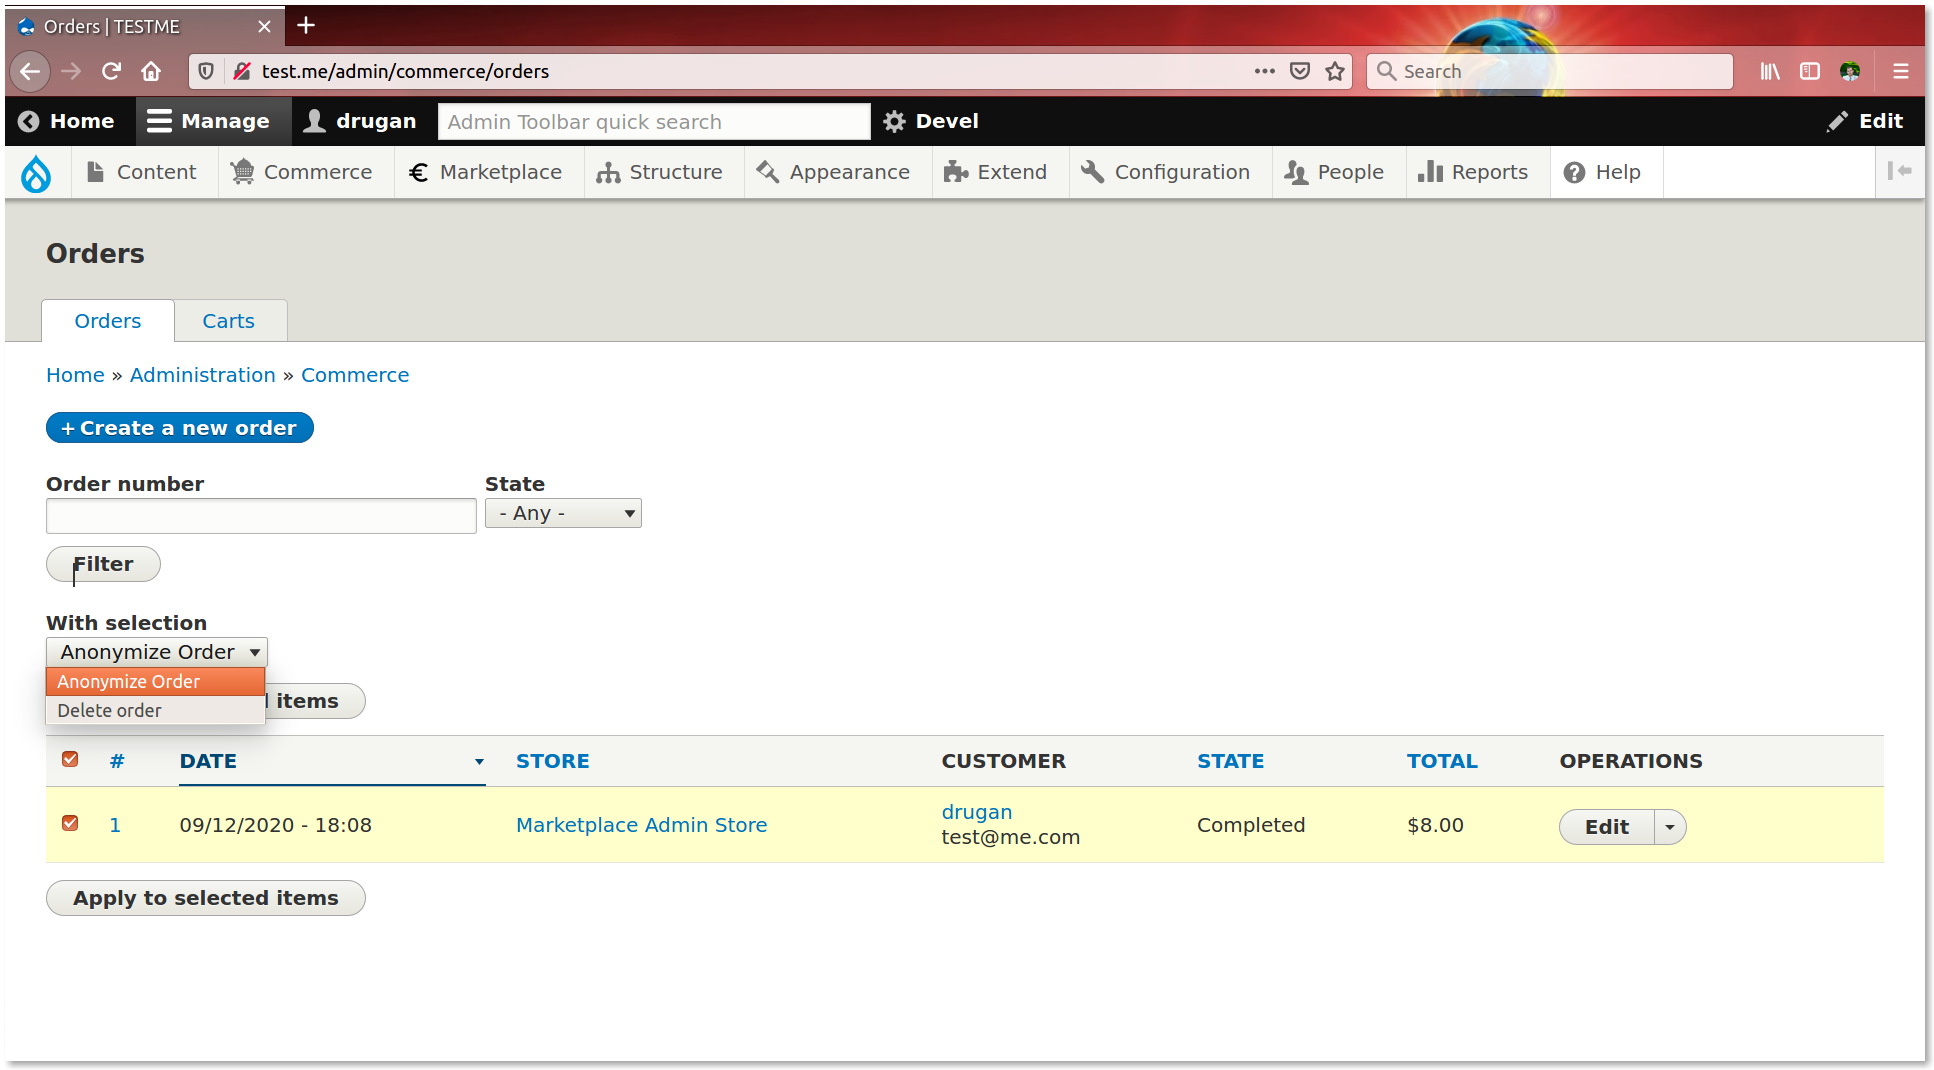 Orders | TESTME
test.me/admin/commerce/orders
Search
Home Manage drugan Admin Toolbar quick search Devel Edit
Content Commerce € Marketplace Structure Appearance Extend Configuration People Reports Help
Orders
Orders Carts
Home » Administration » Commerce
+ Create a new order
Order number State
- Any -
Filter
With selection
Anonymize Order
Anonymize Order
Delete order
items
# DATE STORE CUSTOMER STATE TOTAL OPERATIONS
1 09/12/2020 - 18:08 Marketplace Admin Store drugan Completed $8.00 Edit
test@me.com
Apply to selected items